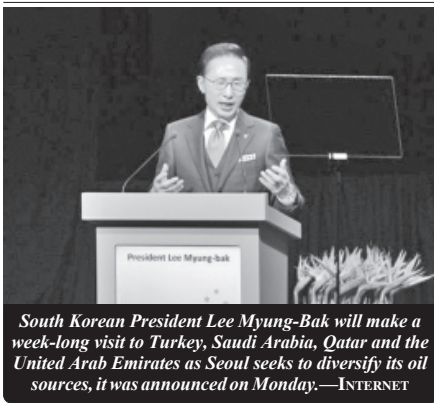 President Lee Myung-bak
South Korean President Lee Myung-Bak will make a
week-long visit to Turkey, Saudi Arabia, Qatar and the
United Arab Emirates as Seoul seeks to diversify its oil
sources, it was announced on Monday.—INTERNET